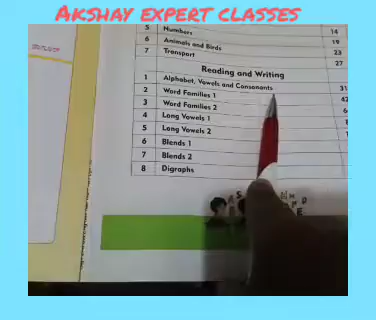 Akshay expert classes
5 Numbers 14
6 Animals and Birds 19
7 Transport 23
27
Reading and Writing
1 Alphabet, Vowels and Consonants 31
2 Word Families 1 42
3 Word Families 2 6
4 Long Vowels 1
5 Long Vowels 2
6 Blends 1
7 Blends 2
8 Digraphs